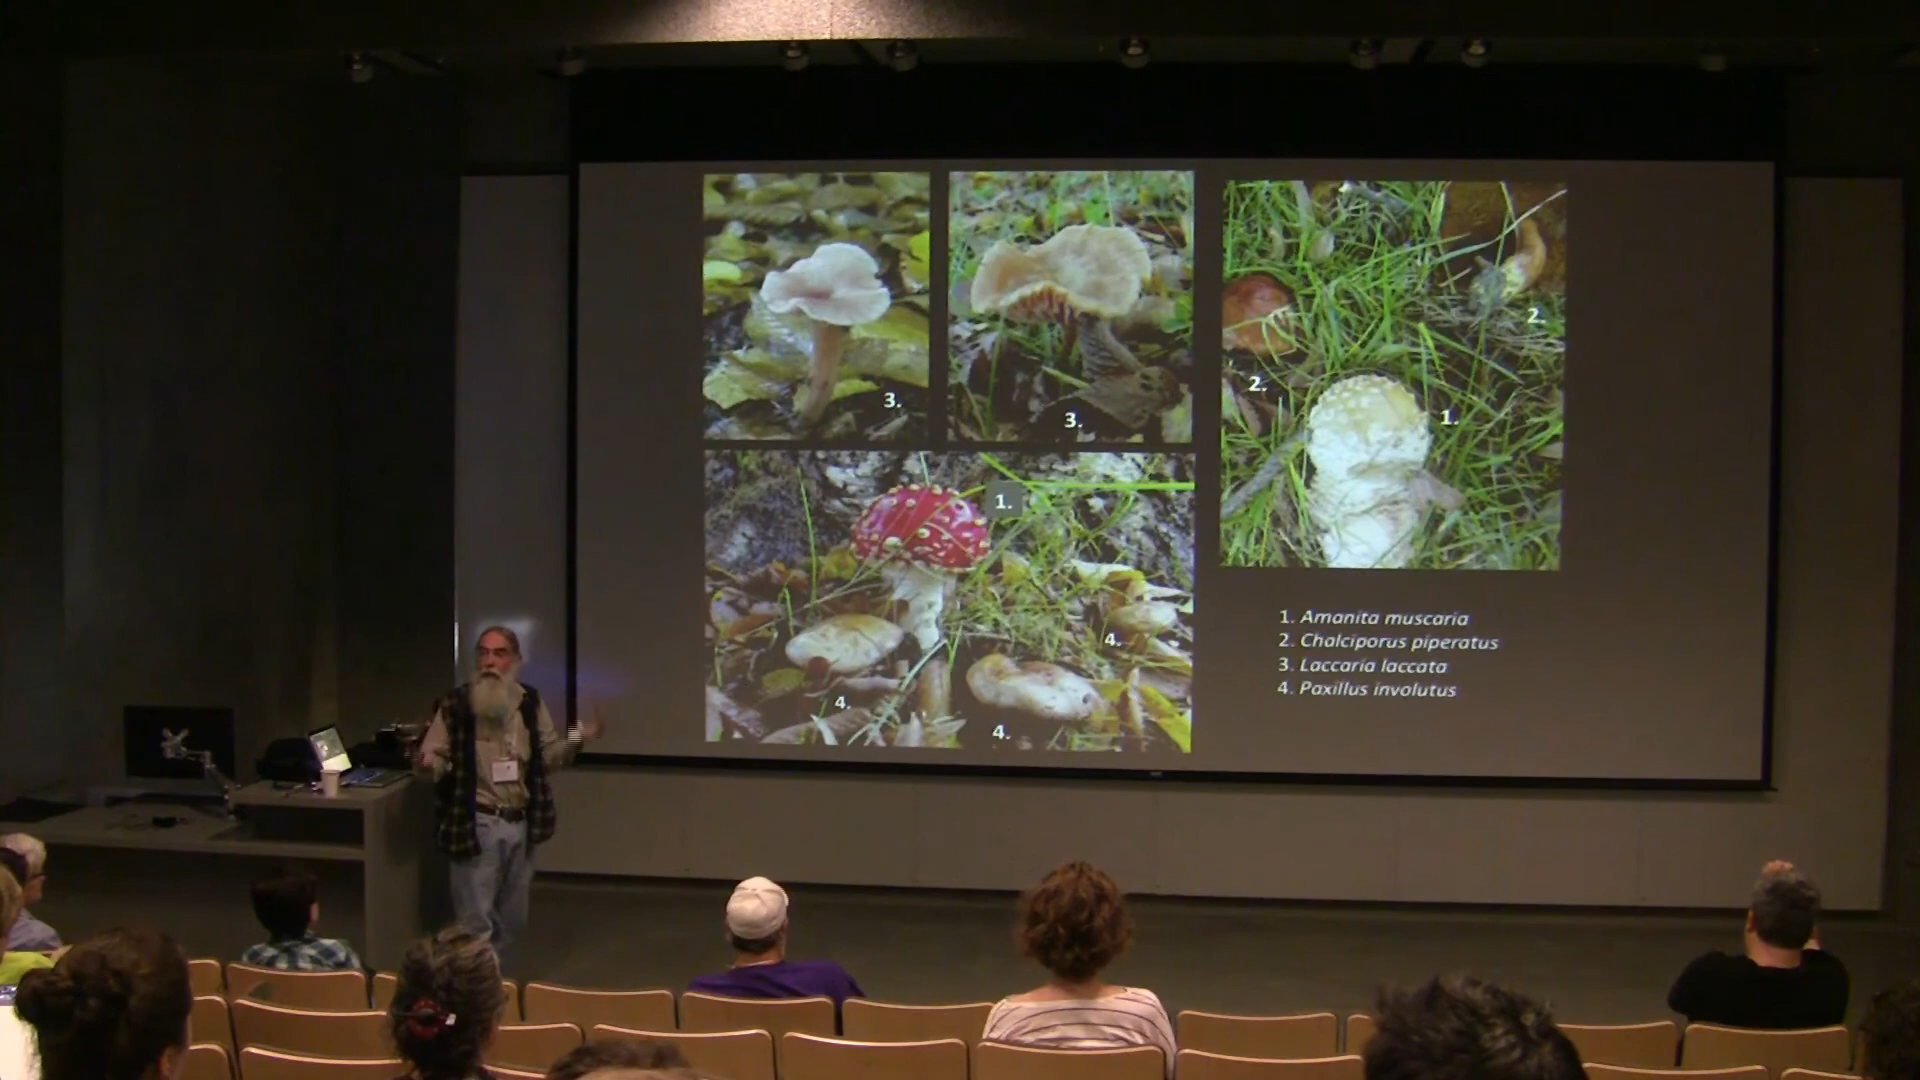 3.
3.
2.
2.
1.
1.
4.
4.
4.
1. Amanita muscaria
2. Chalciporus piperatus
3. Laccaria laccata
4. Paxillus involutus